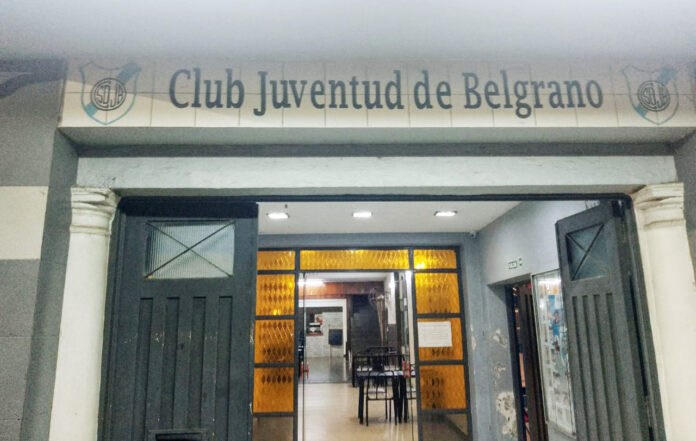 Club Juventud de Belgrano